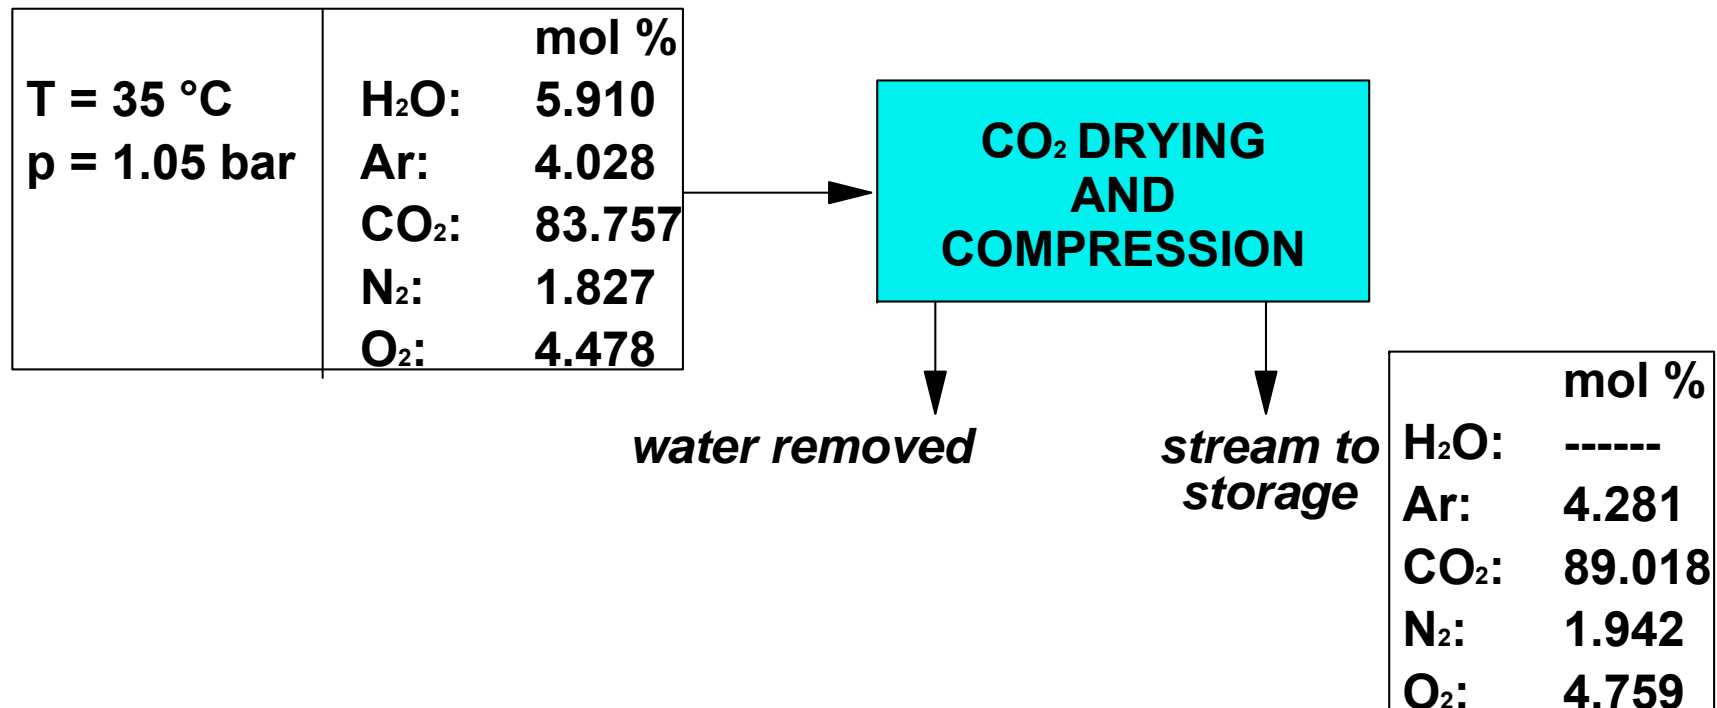 mol %
T = 35 °C
p = 1.05 bar
H₂O: 5.910
Ar: 4.028
CO₂: 83.757
N₂: 1.827
O₂: 4.478
CO₂ DRYING
AND
COMPRESSION
water removed
stream to
storage
mol %
H₂O: ------
Ar: 4.281
CO₂: 89.018
N₂: 1.942
O₂: 4.759